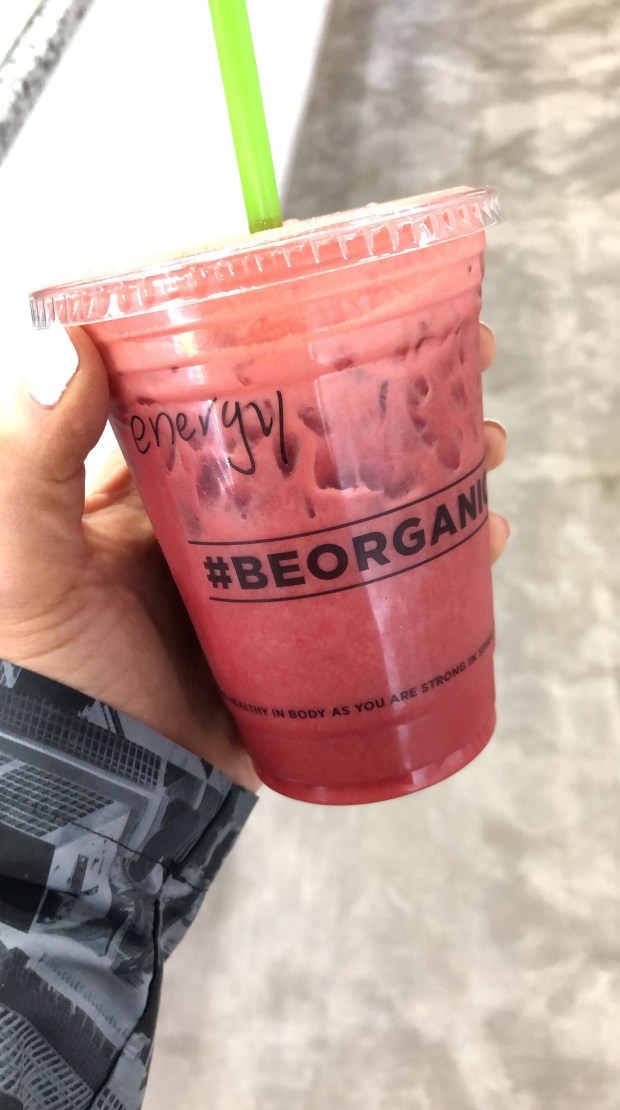 energy
#BEORGANIC
HEALTHY IN BODY AS YOU ARE STRONG IN